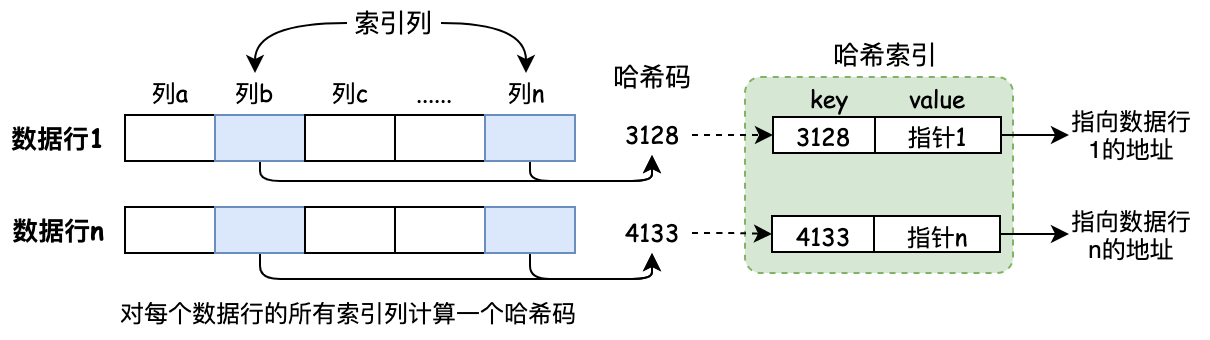 索引列
哈希索引
哈希码
列a 列b 列c ...... 列n
key value
数据行1
3128
3128 指针1
指向数据行
1的地址
数据行n
4133
4133 指针n
指向数据行
n的地址
对每个数据行的所有索引列计算一个哈希码